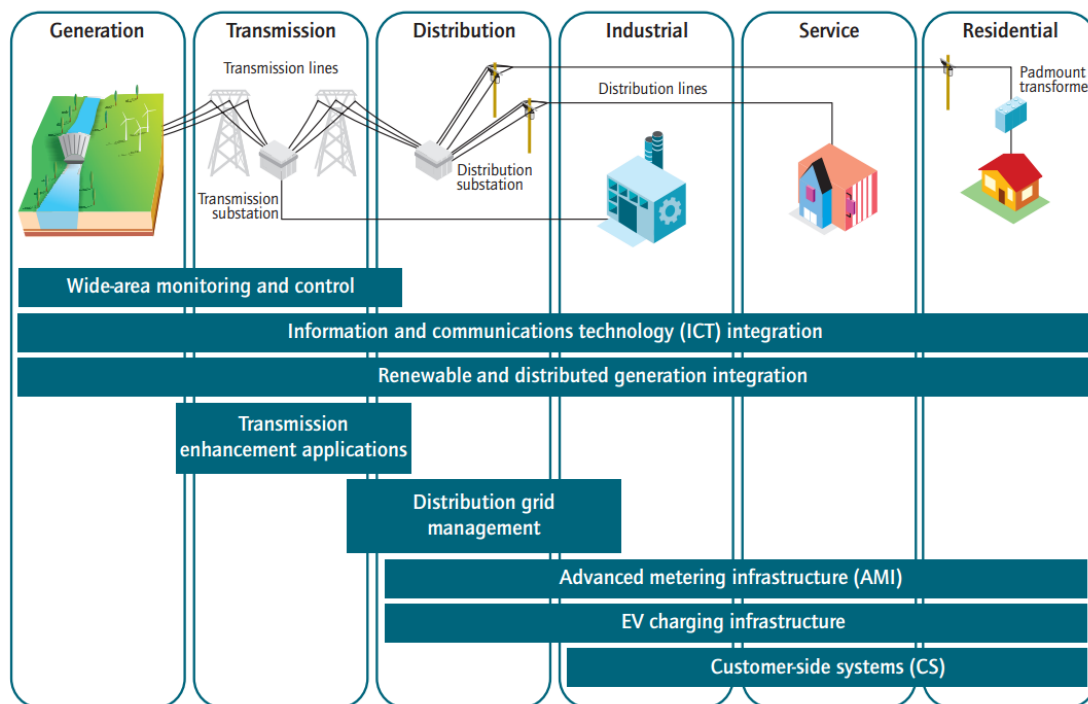 Generation
Transmission
Distribution
Industrial
Service
Residential
Transmission lines
Padmount
transforme
Distribution lines
Distribution
substation
Transmission
substation
Wide-area monitoring and control
Information and communications technology (ICT) integration
Renewable and distributed generation integration
Transmission
enhancement applications
Distribution grid
management
Advanced metering infrastructure (AMI)
EV charging infrastructure
Customer-side systems (CS)